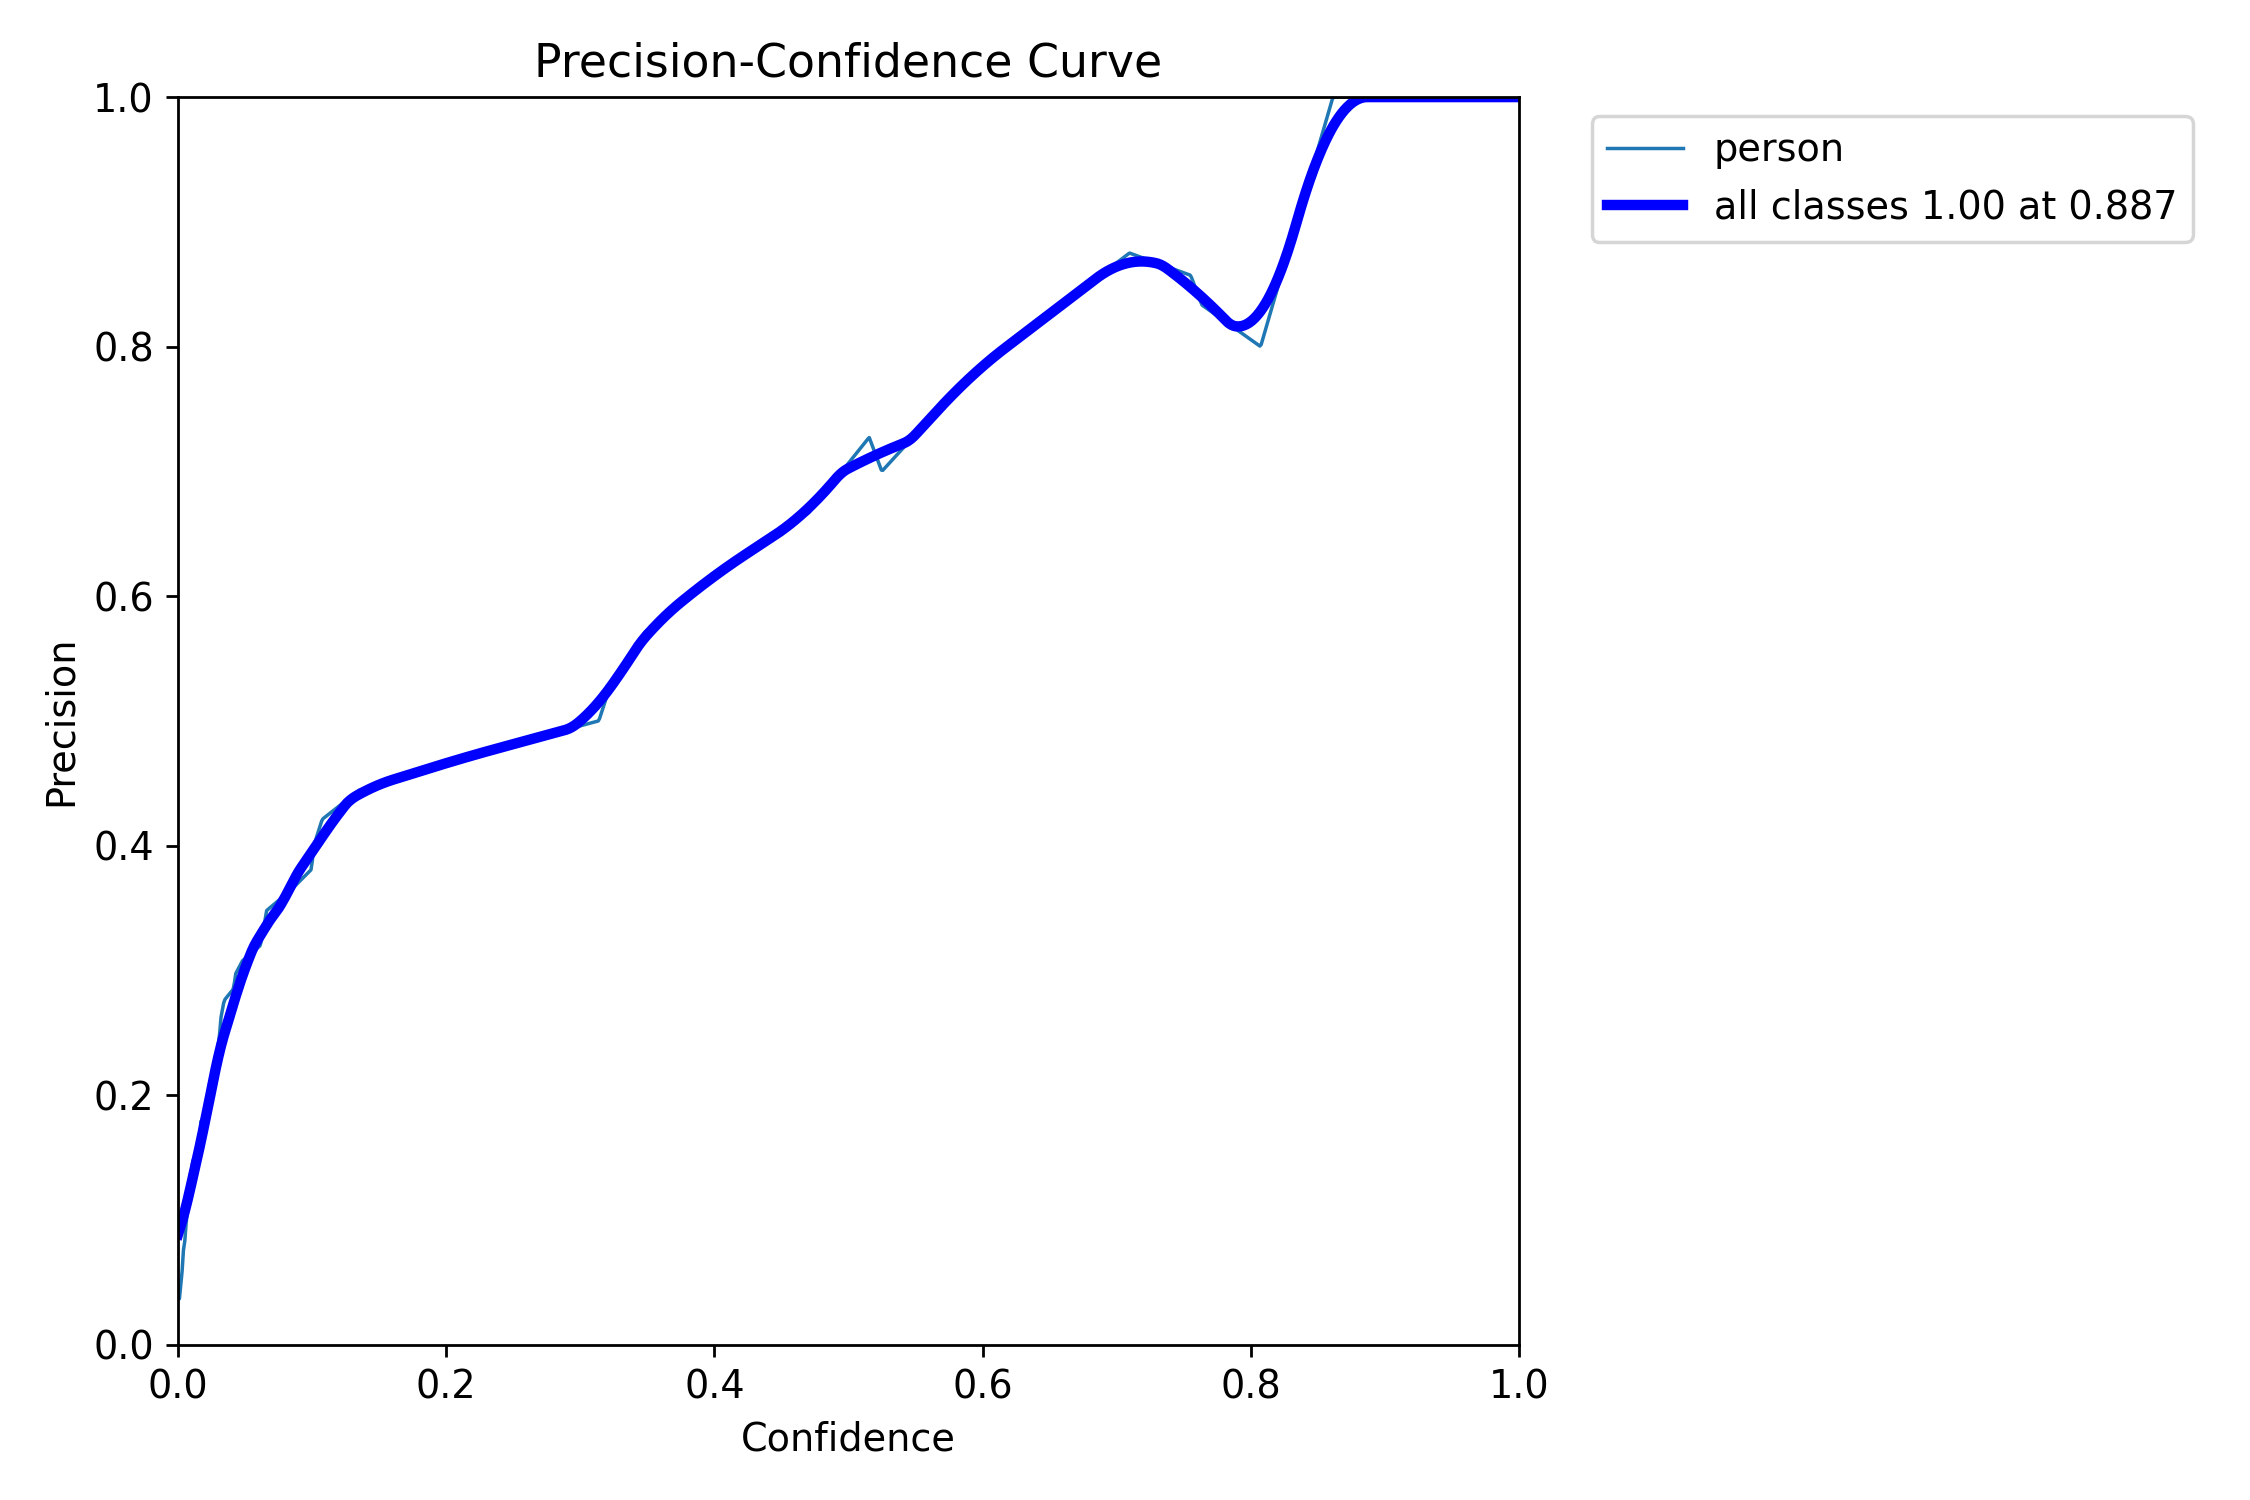 Precision-Confidence Curve
1.0
0.8
0.6
0.4
0.2
0.0
Precision
0.0 0.2 0.4 0.6 0.8 1.0
Confidence
person
all classes 1.00 at 0.887